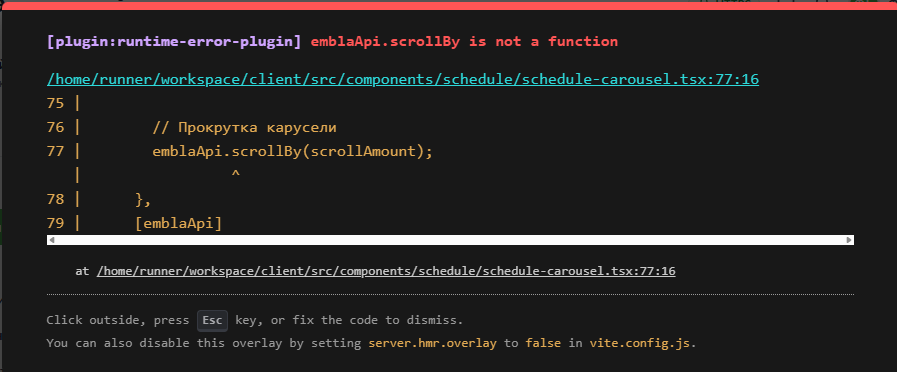 [plugin:runtime-error-plugin] emblaApi.scrollBy is not a function
/home/runner/workspace/client/src/components/schedule/schedule-carousel.tsx:77:16
75 |
76 |        // Прокрутка карусели
77 |        emblaApi.scrollBy(scrollAmount);
   |                 ^
78 |      },
79 |      [emblaApi]
at /home/runner/workspace/client/src/components/schedule/schedule-carousel.tsx:77:16
Click outside, press Esc key, or fix the code to dismiss.
You can also disable this overlay by setting server.hmr.overlay to false in vite.config.js.